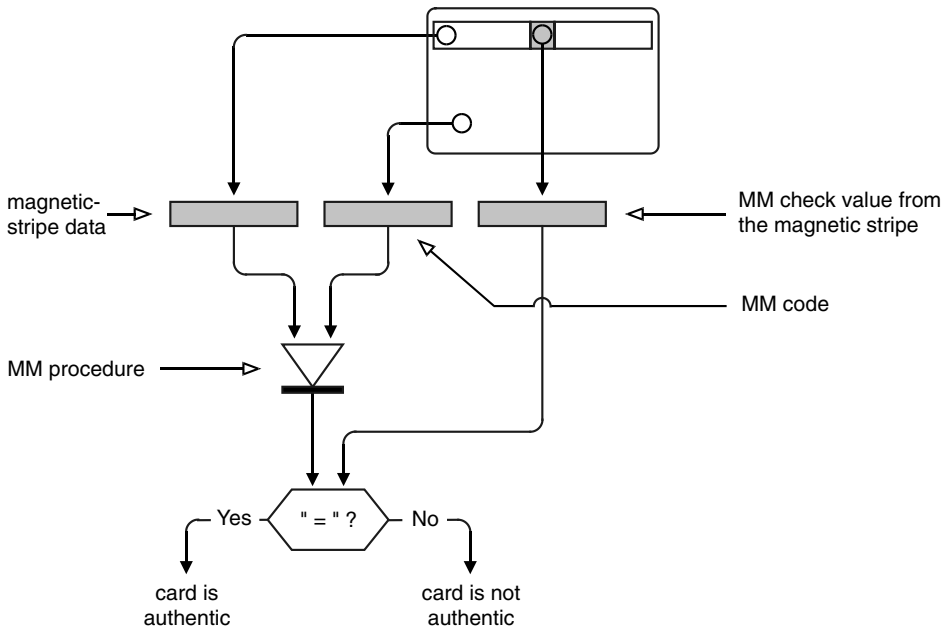 magnetic-
stripe data
MM check value from
the magnetic stripe
MM code
MM procedure
Yes
" = " ?
No
card is
authentic
card is not
authentic